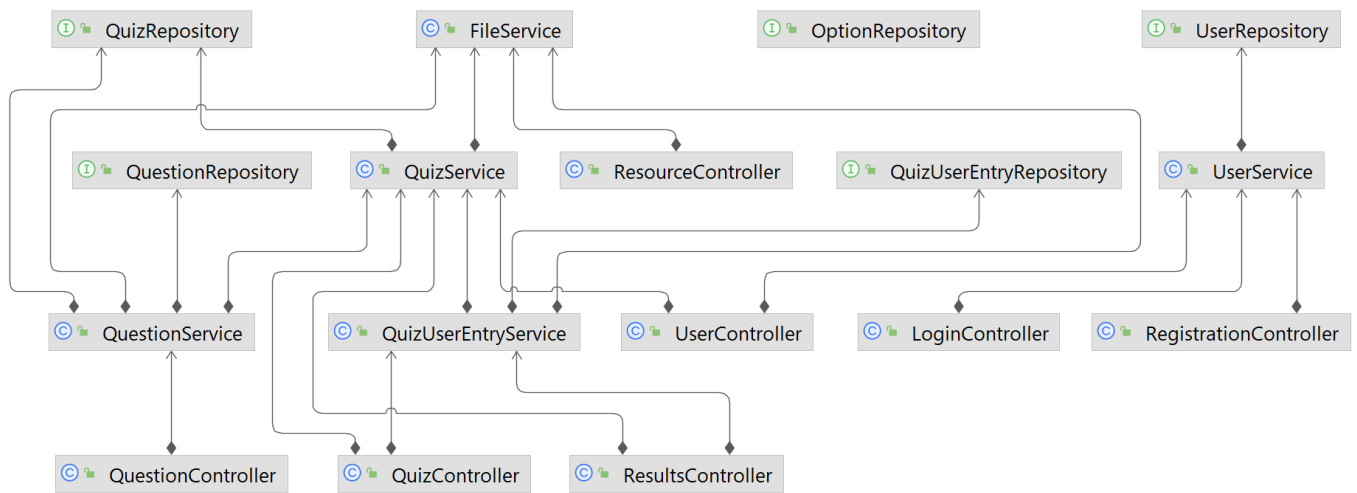 QuizRepository
FileService
OptionRepository
UserRepository
QuestionRepository
QuizService
ResourceController
QuizUserEntryRepository
UserService
QuestionService
QuizUserEntryService
UserController
LoginController
RegistrationController
QuestionController
QuizController
ResultsController